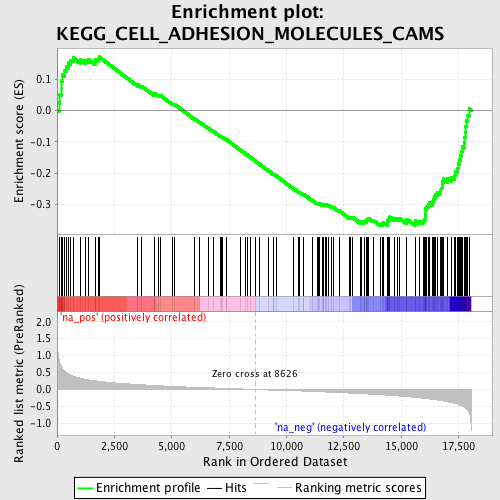 Enrichment plot:
KEGG_CELL_ADHESION_MOLECULES_CAMS
Enrichment score (ES)
0.1
0.0
-0.1
-0.2
-0.3
'na_pos' (positively correlated)
Ranked list metric (PreRanked)
2.0
1.5
1.0
0.5
0.0
-0.5
-1.0
Zero cross at 8626
'na_neg' (negatively correlated)
0
2,500
5,000
7,500
10,000
12,500
15,000
17,500
Rank in Ordered Dataset
Enrichment profile
Hits
Ranking metric scores